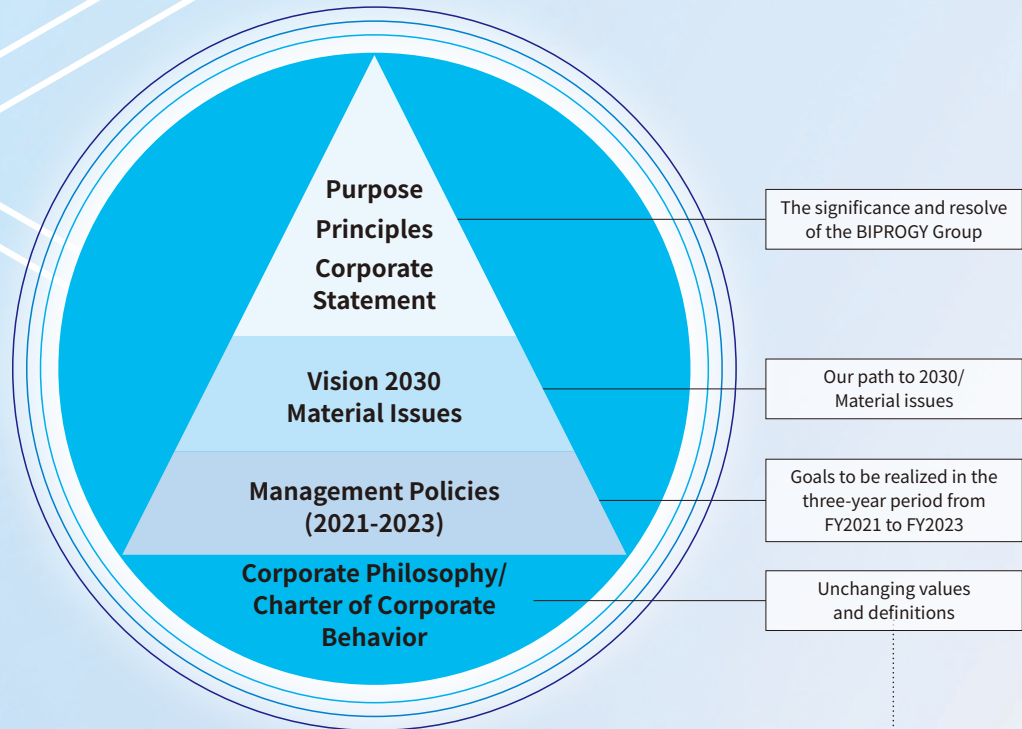 Purpose
Principles
Corporate
Statement
The significance and resolve
of the BIPROGY Group
Vision 2030
Material Issues
Our path to 2030/
Material issues
Management Policies
(2021-2023)
Goals to be realized in the
three-year period from
FY2021 to FY2023
Corporate Philosophy/
Charter of Corporate
Behavior
Unchanging values
and definitions